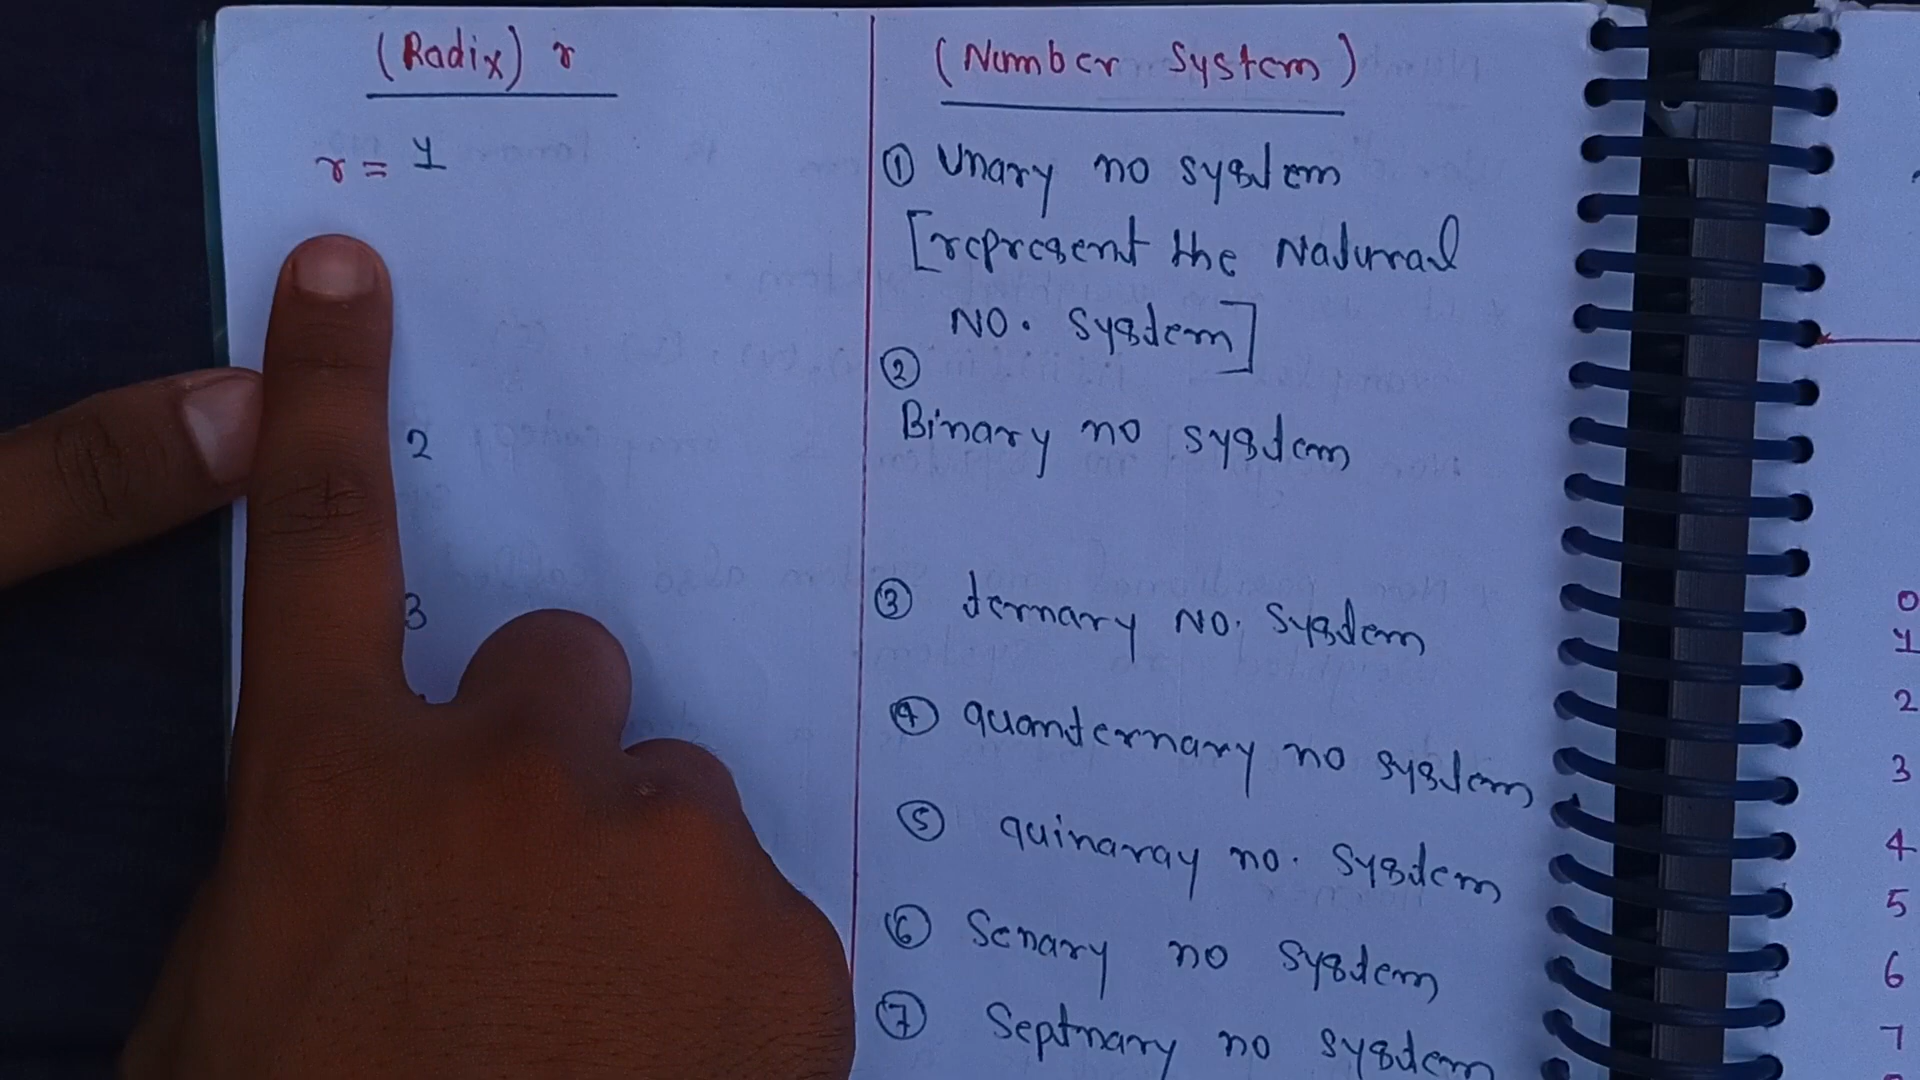 (Radix) r
(Number System)
r = 1
① Unary no system
[represent the Natural
NO. System]
②
2
Binary no system
3
③ ternary NO. System
④ quanternary no system
⑤ quinaray no. System
⑥ Senary no System
⑦ Septnary no system
0
1
2
3
4
5
6
7